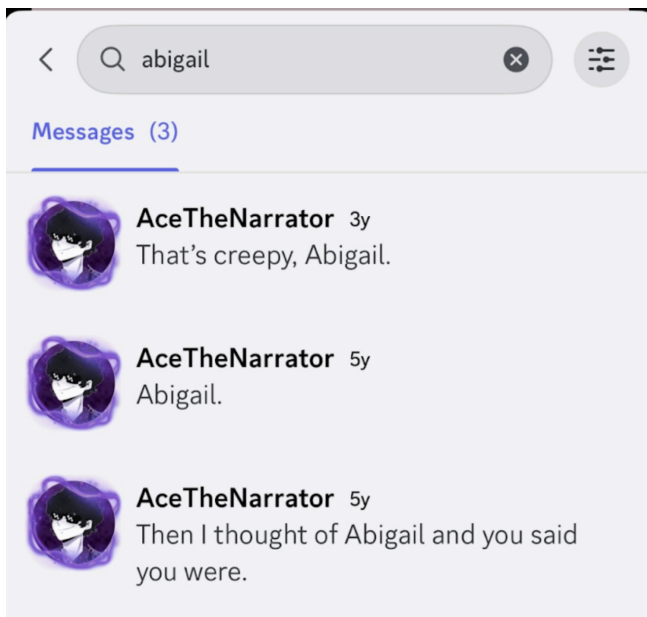 abigail
Messages (3)
AceTheNarrator 3y
That’s creepy, Abigail.
AceTheNarrator 5y
Abigail.
AceTheNarrator 5y
Then I thought of Abigail and you said
you were.